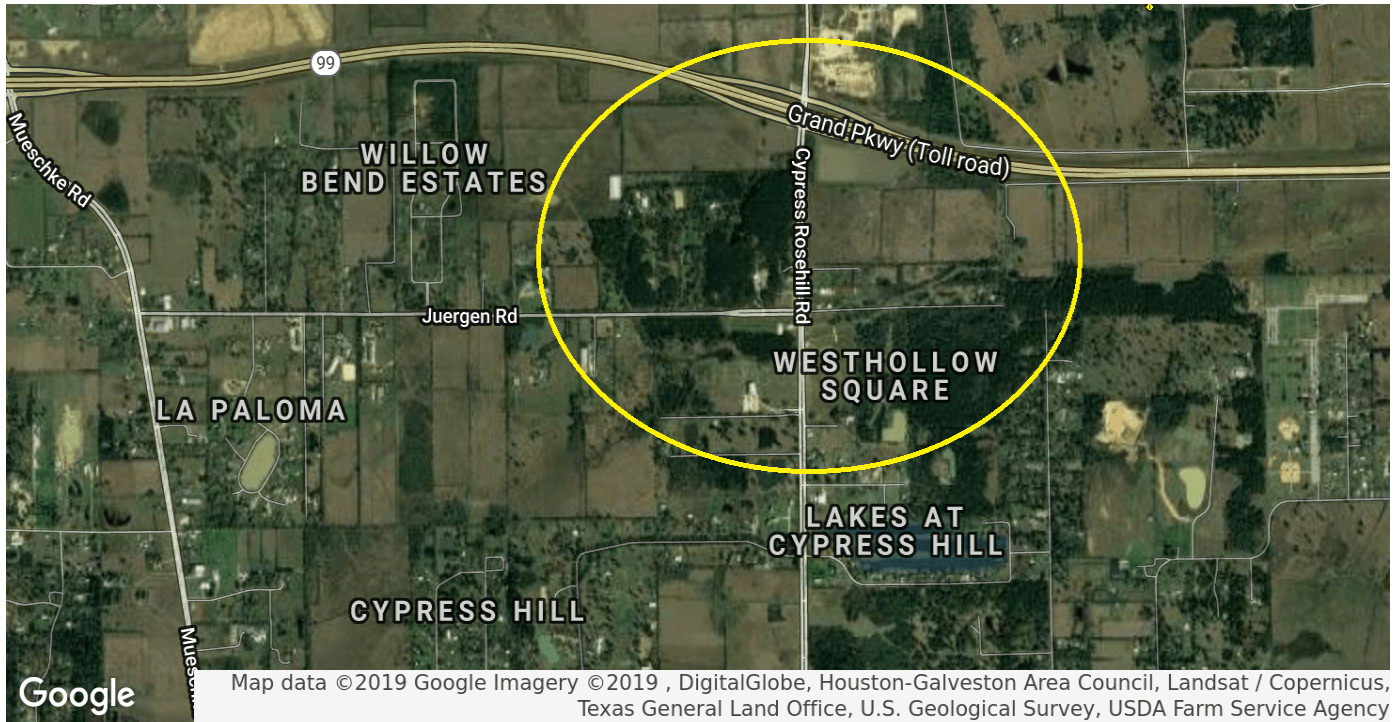 99
Grand Pkwy (Toll road)
Mueschke Rd
WILLOW
BEND ESTATES
Cypress Rosehill Rd
Juergen Rd
WESTHOLLOW
SQUARE
LA PALOMA
LAKES AT
CYPRESS HILL
CYPRESS HILL
Google
Map data ©2019 Google Imagery ©2019 , DigitalGlobe, Houston-Galveston Area Council, Landsat / Copernicus,
Texas General Land Office, U.S. Geological Survey, USDA Farm Service Agency